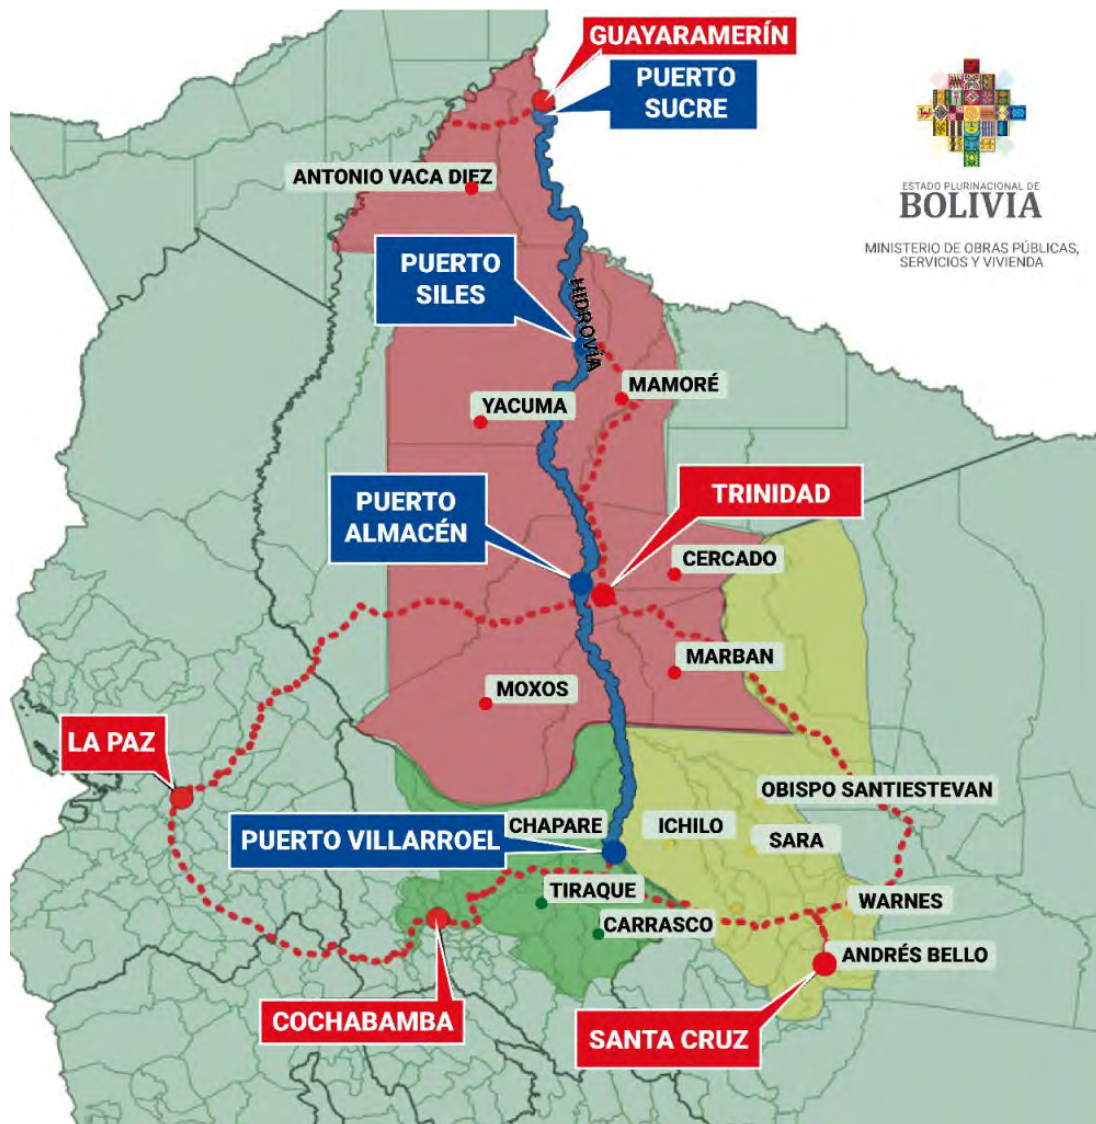 GUAYARAMERÍN
PUERTO
SUCRE
ESTADO PLURINACIONAL DE
BOLIVIA
MINISTERIO DE OBRAS PÚBLICAS,
SERVICIOS Y VIVIENDA
ANTONIO VACA DIEZ
PUERTO
SILES
HIDROVÍA
MAMORÉ
YACUMA
PUERTO
ALMACÉN
TRINIDAD
CERCADO
MARBAN
MOXOS
LA PAZ
OBISPO SANTIESTEVAN
PUERTO VILLARROEL
CHAPARE
ICHILO
SARA
TIRAQUE
WARNES
CARRASCO
ANDRÉS BELLO
COCHABAMBA
SANTA CRUZ